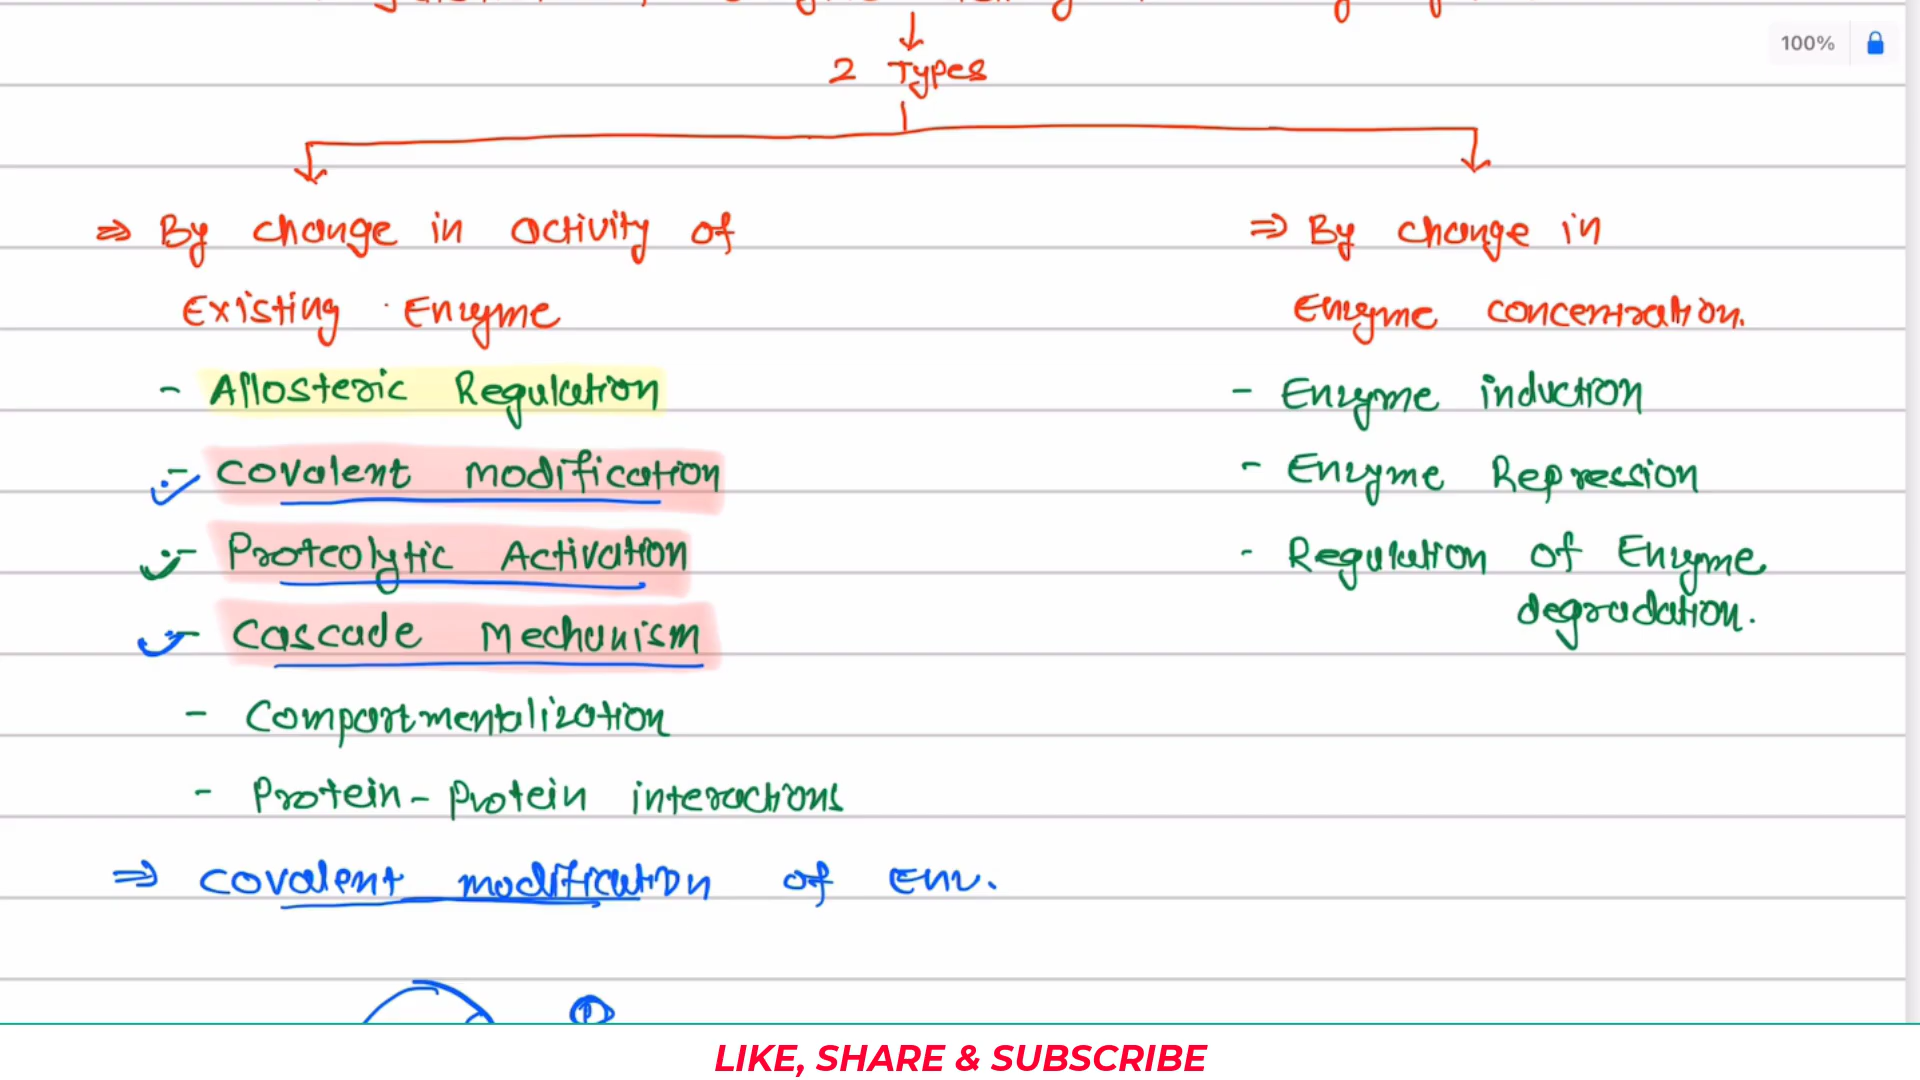 2 Types
⇒ By change in activity of
Existing Enzyme
- Allosteric Regulation
- Covalent modification
- Proteolytic Activation
- Cascade Mechanism
- Compartmentalization
- Protein - Protein interactions
⇒ By change in
Enzyme concentration.
- Enzyme induction
- Enzyme Repression
- Regulation of Enzyme
degradation.
⇒ Covalent modification of Enz.
P
100%
LIKE, SHARE & SUBSCRIBE